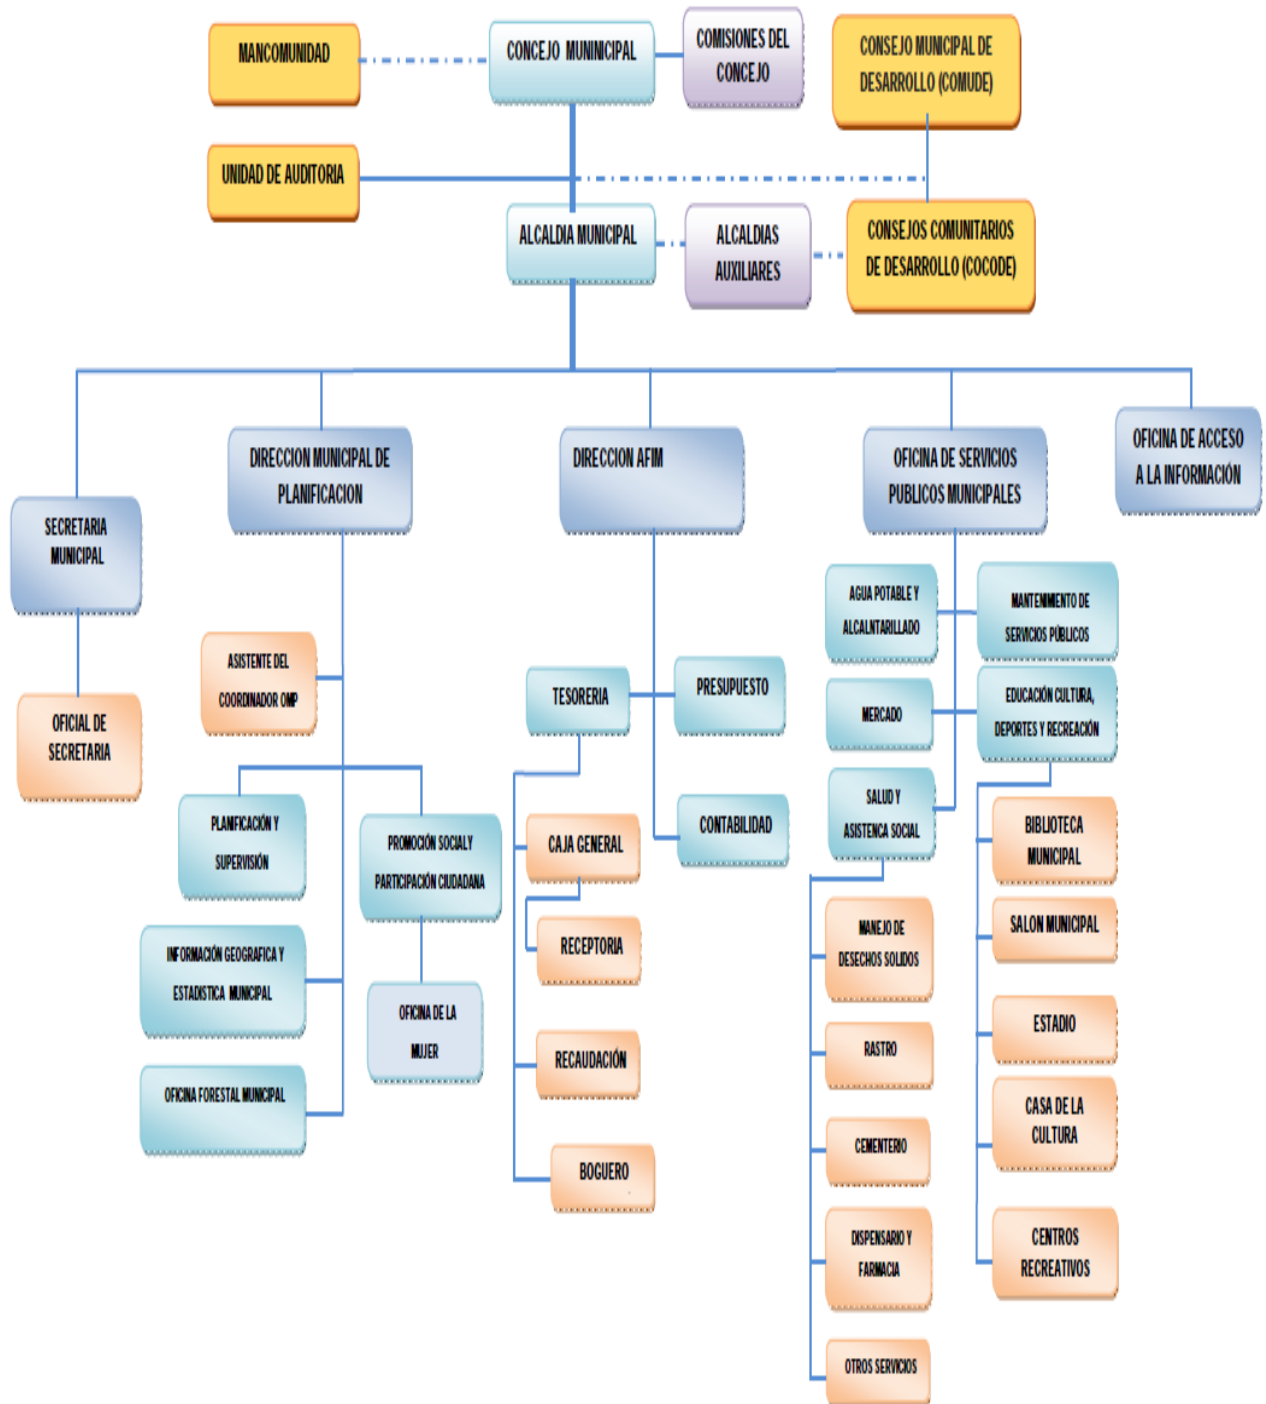 MANCOMUNIDAD
CONCEJO MUNINICIPAL
COMISIONES DEL
CONCEJO
CONSEJO MUNICIPAL DE
DESARROLLO (COMUDE)
UNIDAD DE AUDITORIA
ALCALDIA MUNICIPAL
ALCALDIAS
AUXILIARES
CONSEJOS COMUNITARIOS
DE DESARROLLO (COCODE)
SECRETARIA
MUNICIPAL
DIRECCION MUNICIPAL DE
PLANIFICACION
DIRECCION AFIM
OFICINA DE SERVICIOS
PUBLICOS MUNICIPALES
OFICINA DE ACCESO
A LA INFORMACIÓN
OFICIAL DE
SECRETARIA
ASISTENTE DEL
COORDINADOR OMP
PLANIFICACIÓN Y
SUPERVISIÓN
PROMOCIÓN SOCIAL Y
PARTICIPACIÓN CIUDADANA
INFORMACIÓN GEOGRAFICA Y
ESTADISTICA MUNICIPAL
OFICINA DE LA
MUJER
OFICINA FORESTAL MUNICIPAL
TESORERIA
PRESUPUESTO
CONTABILIDAD
CAJA GENERAL
RECEPTORIA
RECAUDACIÓN
BOGUERO
AGUA POTABLE Y
ALCALNTARILLADO
MANTENIMIENTO DE
SERVICIOS PÚBLICOS
MERCADO
EDUCACIÓN CULTURA,
DEPORTES Y RECREACIÓN
SALUD Y
ASISTENCA SOCIAL
MANEJO DE
DESECHOS SOLIDOS
RASTRO
CEMENTERIO
DISPENSARIO Y
FARMACIA
OTROS SERVICIOS
BIBLIOTECA
MUNICIPAL
SALON MUNICIPAL
ESTADIO
CASA DE LA
CULTURA
CENTROS
RECREATIVOS